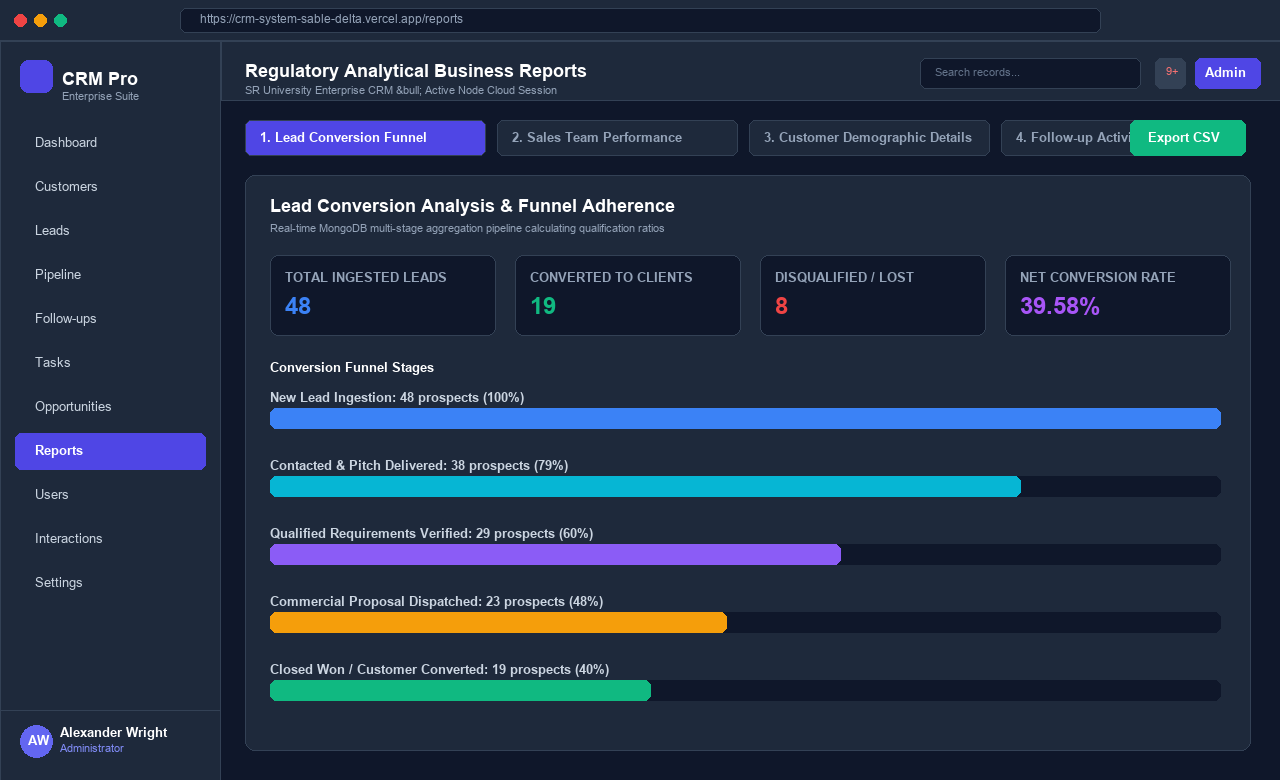 https://crm-system-sable-delta.vercel.app/reports
CRM Pro
Enterprise Suite
Regulatory Analytical Business Reports
SR University Enterprise CRM &bull; Active Node Cloud Session
Search records...
9+
Admin
Dashboard
Customers
Leads
Pipeline
Follow-ups
Tasks
Opportunities
Reports
Users
Interactions
Settings
Alexander Wright
Administrator
AW
1. Lead Conversion Funnel
2. Sales Team Performance
3. Customer Demographic Details
4. Follow-up Activi
Export CSV
Lead Conversion Analysis & Funnel Adherence
Real-time MongoDB multi-stage aggregation pipeline calculating qualification ratios
TOTAL INGESTED LEADS
48
CONVERTED TO CLIENTS
19
DISQUALIFIED / LOST
8
NET CONVERSION RATE
39.58%
Conversion Funnel Stages
New Lead Ingestion: 48 prospects (100%)
Contacted & Pitch Delivered: 38 prospects (79%)
Qualified Requirements Verified: 29 prospects (60%)
Commercial Proposal Dispatched: 23 prospects (48%)
Closed Won / Customer Converted: 19 prospects (40%)